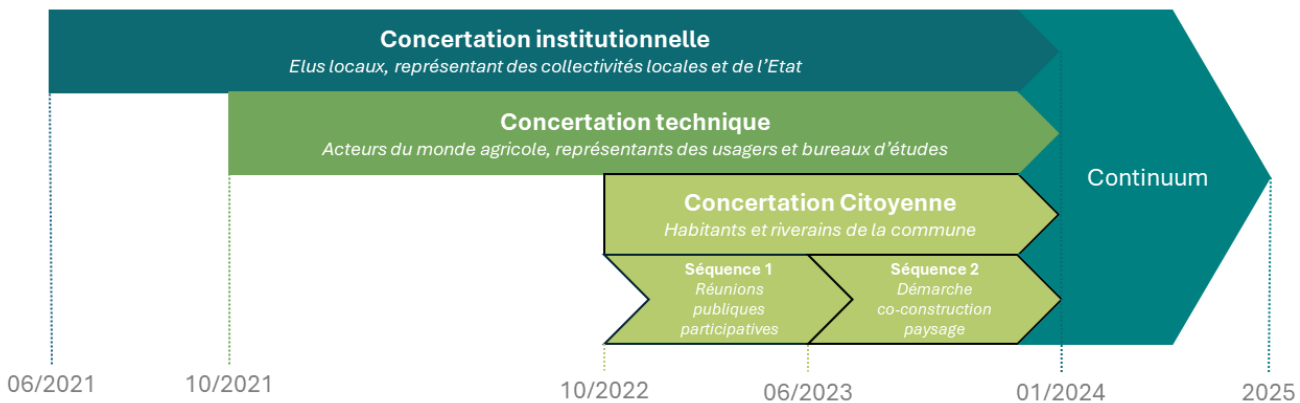 Concertation institutionnelle
Elus locaux, représentant des collectivités locales et de l'Etat
Concertation technique
Acteurs du monde agricole, représentants des usagers et bureaux d'études
Continuum
Concertation Citoyenne
Habitants et riverains de la commune
Séquence 1
Réunions
publiques
participatives
Séquence 2
Démarche
co-construction
paysage
06/2021
10/2021
10/2022
06/2023
01/2024
2025